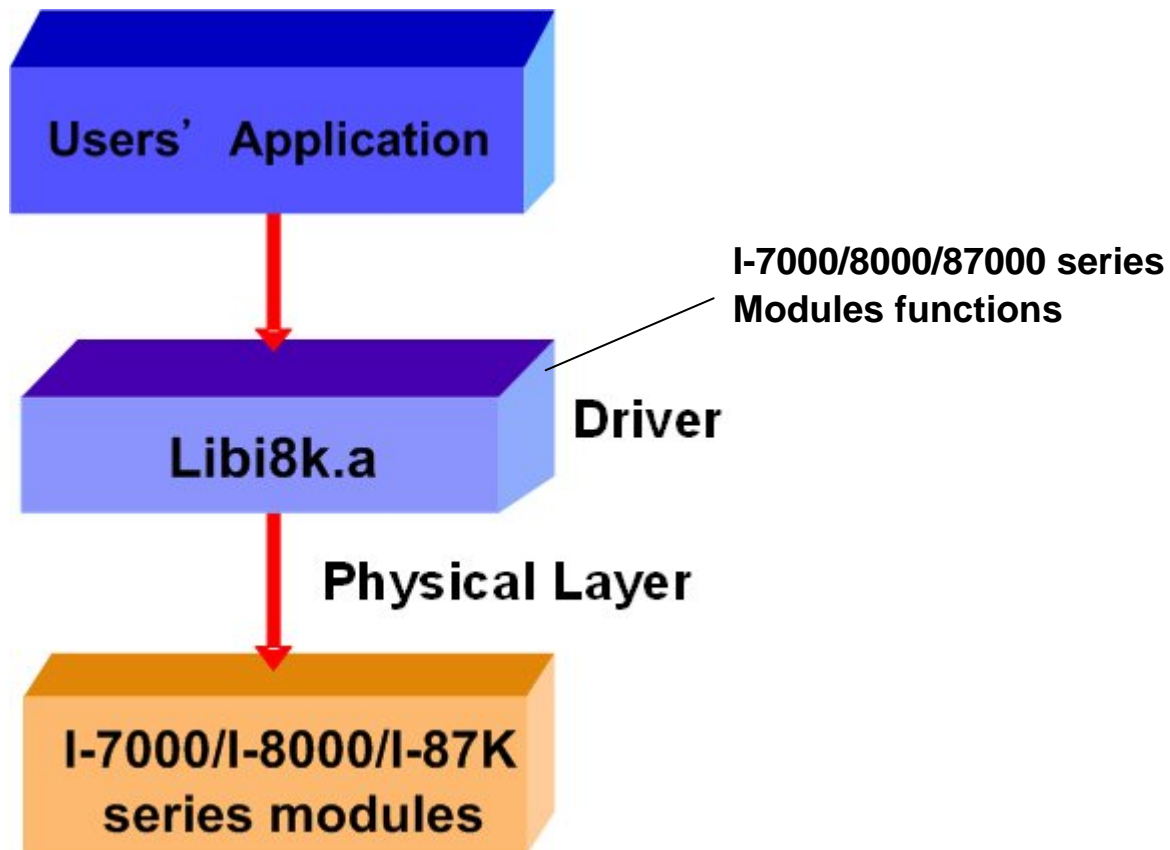 Users’ Application
I-7000/8000/87000 series
Modules functions
Driver
Libi8k.a
Physical Layer
I-7000/I-8000/I-87K
series modules